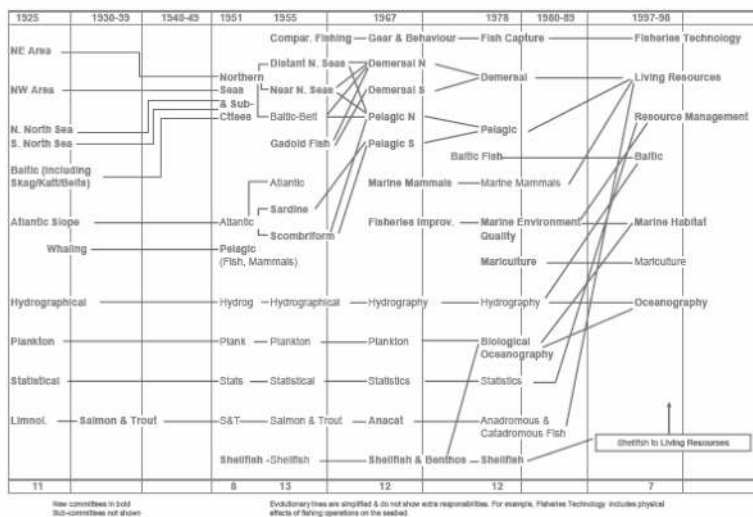 1925 1930-39 1940-49 1951 1955 1967 1978 1980-89 1997-98
Compar. Fishing Gear & Behaviour Fish Capture Fisheries Technology
NE Area
Distant N. Seas Demersal N
Northern Demersal Living Resources
NW Area Seas Near N. Seas Demersal S
& Sub-
N. North Sea Cttees Baltic-Belt Pelagic N Resource Management
Pelagic
S. North Sea Gadoid Fish Pelagic S
Baltic Fish Baltic
Baltic (Including
Skag/Katt/Belts) Atlantic Marine Mammals Marine Mammals
Sardine
Atlantic Slope Atlantic Fisheries Improv. Marine Environment Marine Habitat
Scombriform Quality
Whaling Pelagic
(Fish, Mammals) Mariculture Mariculture
Hydrographical Hydrog Hydrographical Hydrography Hydrography Oceanography
Plankton Plank Plankton Plankton Biological
Oceanography
Statistical Stats Statistical Statistics Statistics
Limnol. Salmon & Trout S&T Salmon & Trout Anacat Anadromous &
Catadromous Fish
Shellfish to Living Resourses
Shellfish Shellfish Shellfish & Benthos Shellfish
11 8 13 12 12 7
New committees in bold
Sub-committees not shown
Evolutionary lines are simplified & do not show extra responsibilities. For example, Fisheries Technology includes physical
effects of fishing operations on the seabed.